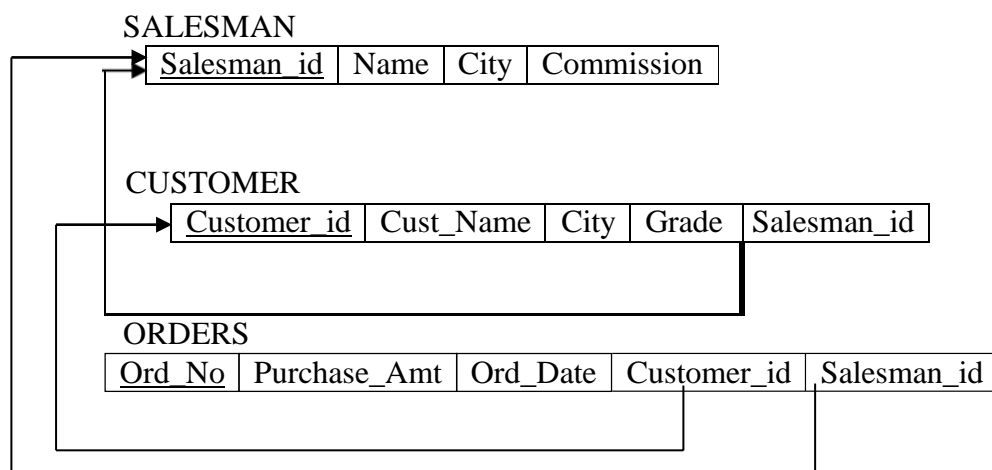 SALESMAN
Salesman_id Name City Commission
CUSTOMER
Customer_id Cust_Name City Grade Salesman_id
ORDERS
Ord_No Purchase_Amt Ord_Date Customer_id Salesman_id